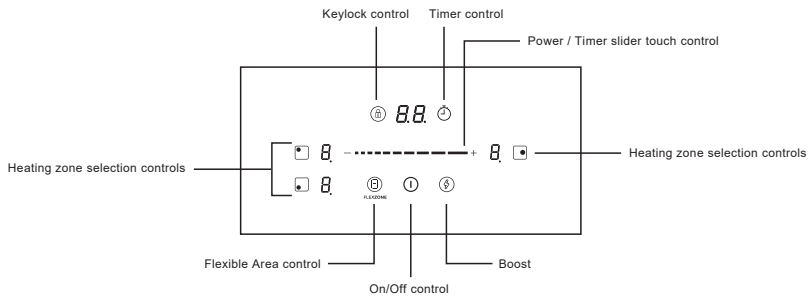 Keylock control Timer control
Power / Timer slider touch control
8.8.
8. − + 8.
Heating zone selection controls
Heating zone selection controls
8.
FLEXZONE
Flexible Area control
Boost
On/Off control